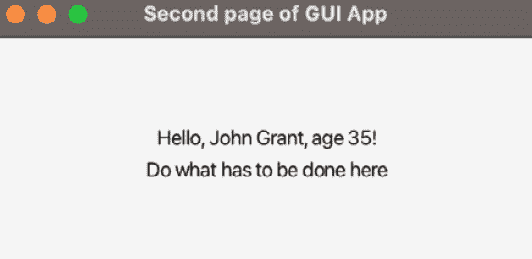 Second page of GUI App
Hello, John Grant, age 35!
Do what has to be done here